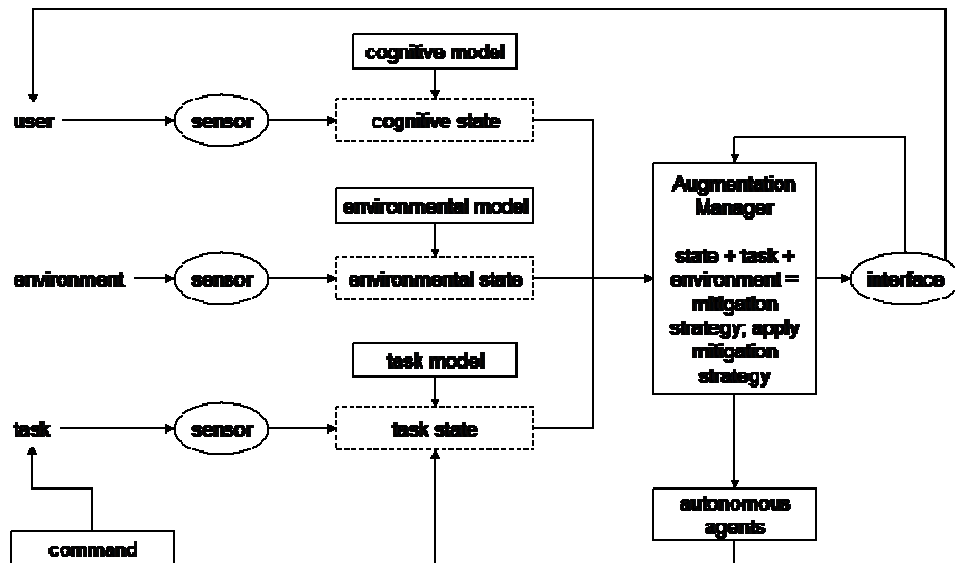 cognitive model
user
sensor
cognitive state
Augmentation
Manager
environmental model
state + task +
environment =
mitigation
strategy; apply
mitigation
strategy
environment
sensor
environmental state
interface
task model
task
sensor
task state
autonomous
agents
command